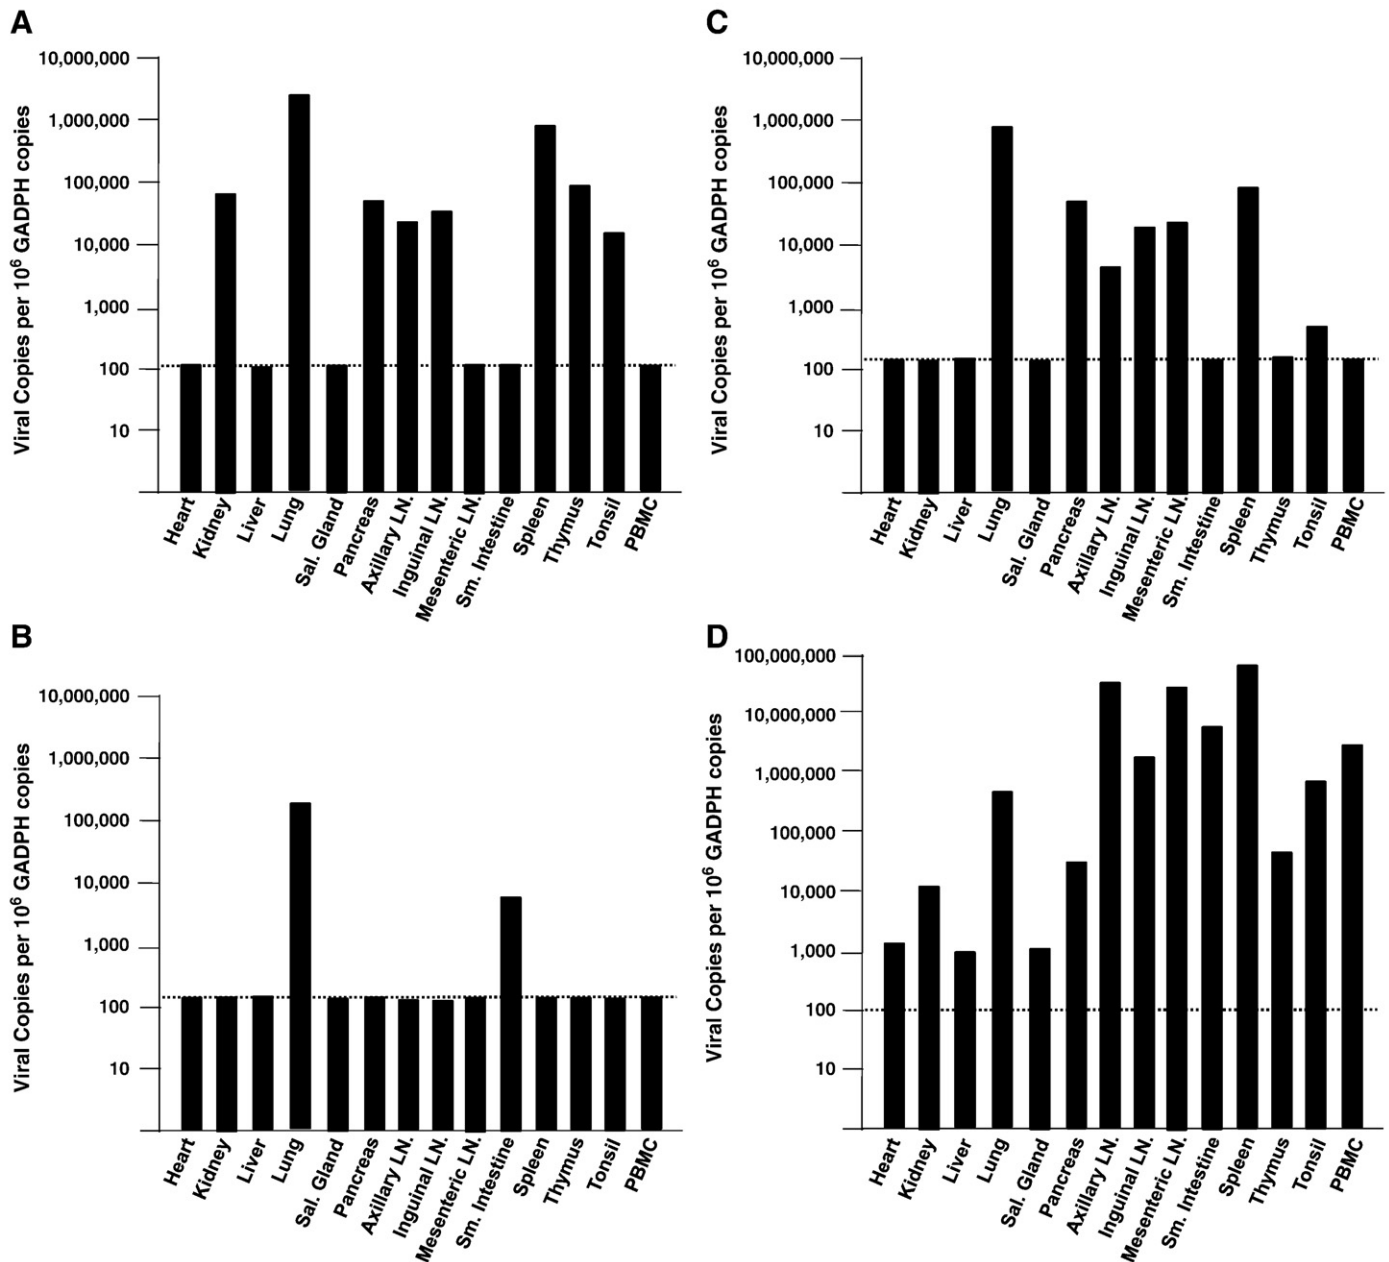 A
Viral Copies per 10⁶ GADPH copies
10,000,000
1,000,000
100,000
10,000
1,000
100
10
Heart
Kidney
Liver
Lung
Sal. Gland
Pancreas
Axillary LN.
Inguinal LN.
Mesenteric LN.
Sm. Intestine
Spleen
Thymus
Tonsil
PBMC
C
Viral Copies per 10⁶ GADPH copies
10,000,000
1,000,000
100,000
10,000
1,000
100
10
Heart
Kidney
Liver
Lung
Sal. Gland
Pancreas
Axillary LN.
Inguinal LN.
Mesenteric LN.
Sm. Intestine
Spleen
Thymus
Tonsil
PBMC
B
Viral Copies per 10⁶ GADPH copies
10,000,000
1,000,000
100,000
10,000
1,000
100
10
Heart
Kidney
Liver
Lung
Sal. Gland
Pancreas
Axillary LN.
Inguinal LN.
Mesenteric LN.
Sm. Intestine
Spleen
Thymus
Tonsil
PBMC
D
Viral Copies per 10⁶ GADPH copies
100,000,000
10,000,000
1,000,000
100,000
10,000
1,000
100
10
Heart
Kidney
Liver
Lung
Sal. Gland
Pancreas
Axillary LN.
Inguinal LN.
Mesenteric LN.
Sm. Intestine
Spleen
Thymus
Tonsil
PBMC